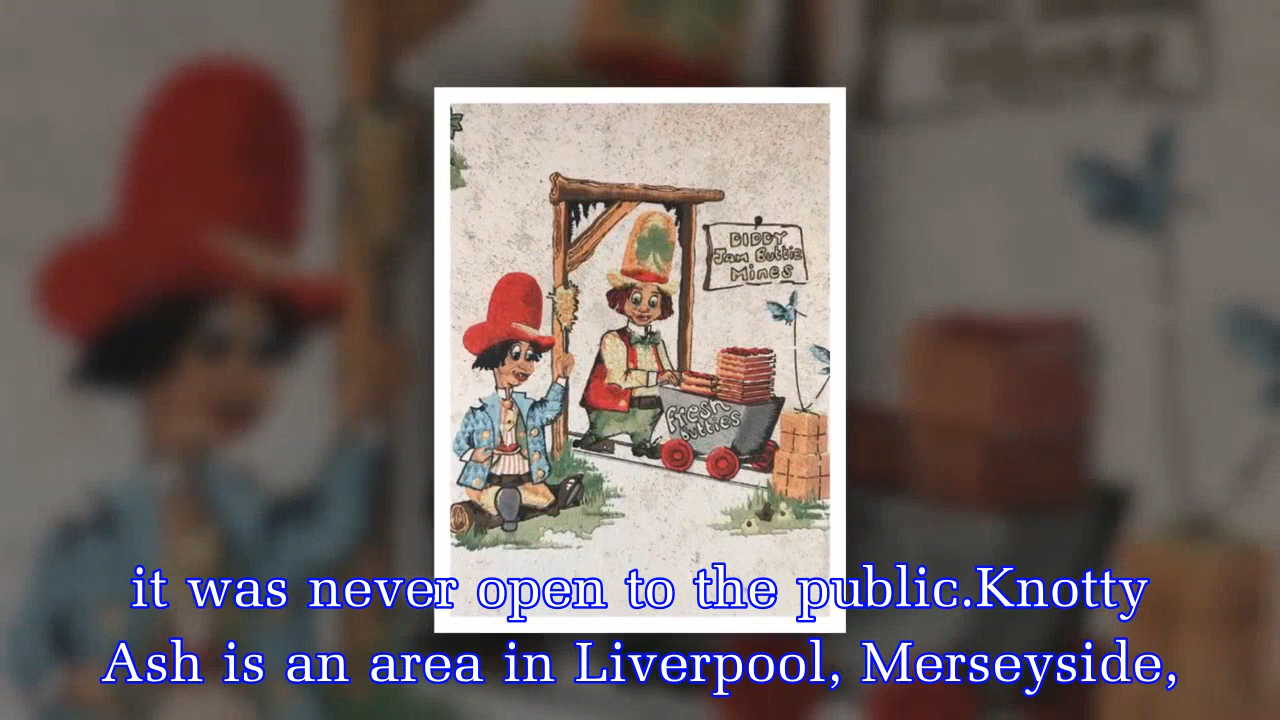 DIDDY
Jam Buttie
Mines
fresh
butties
it was never open to the public.Knotty
Ash is an area in Liverpool, Merseyside,